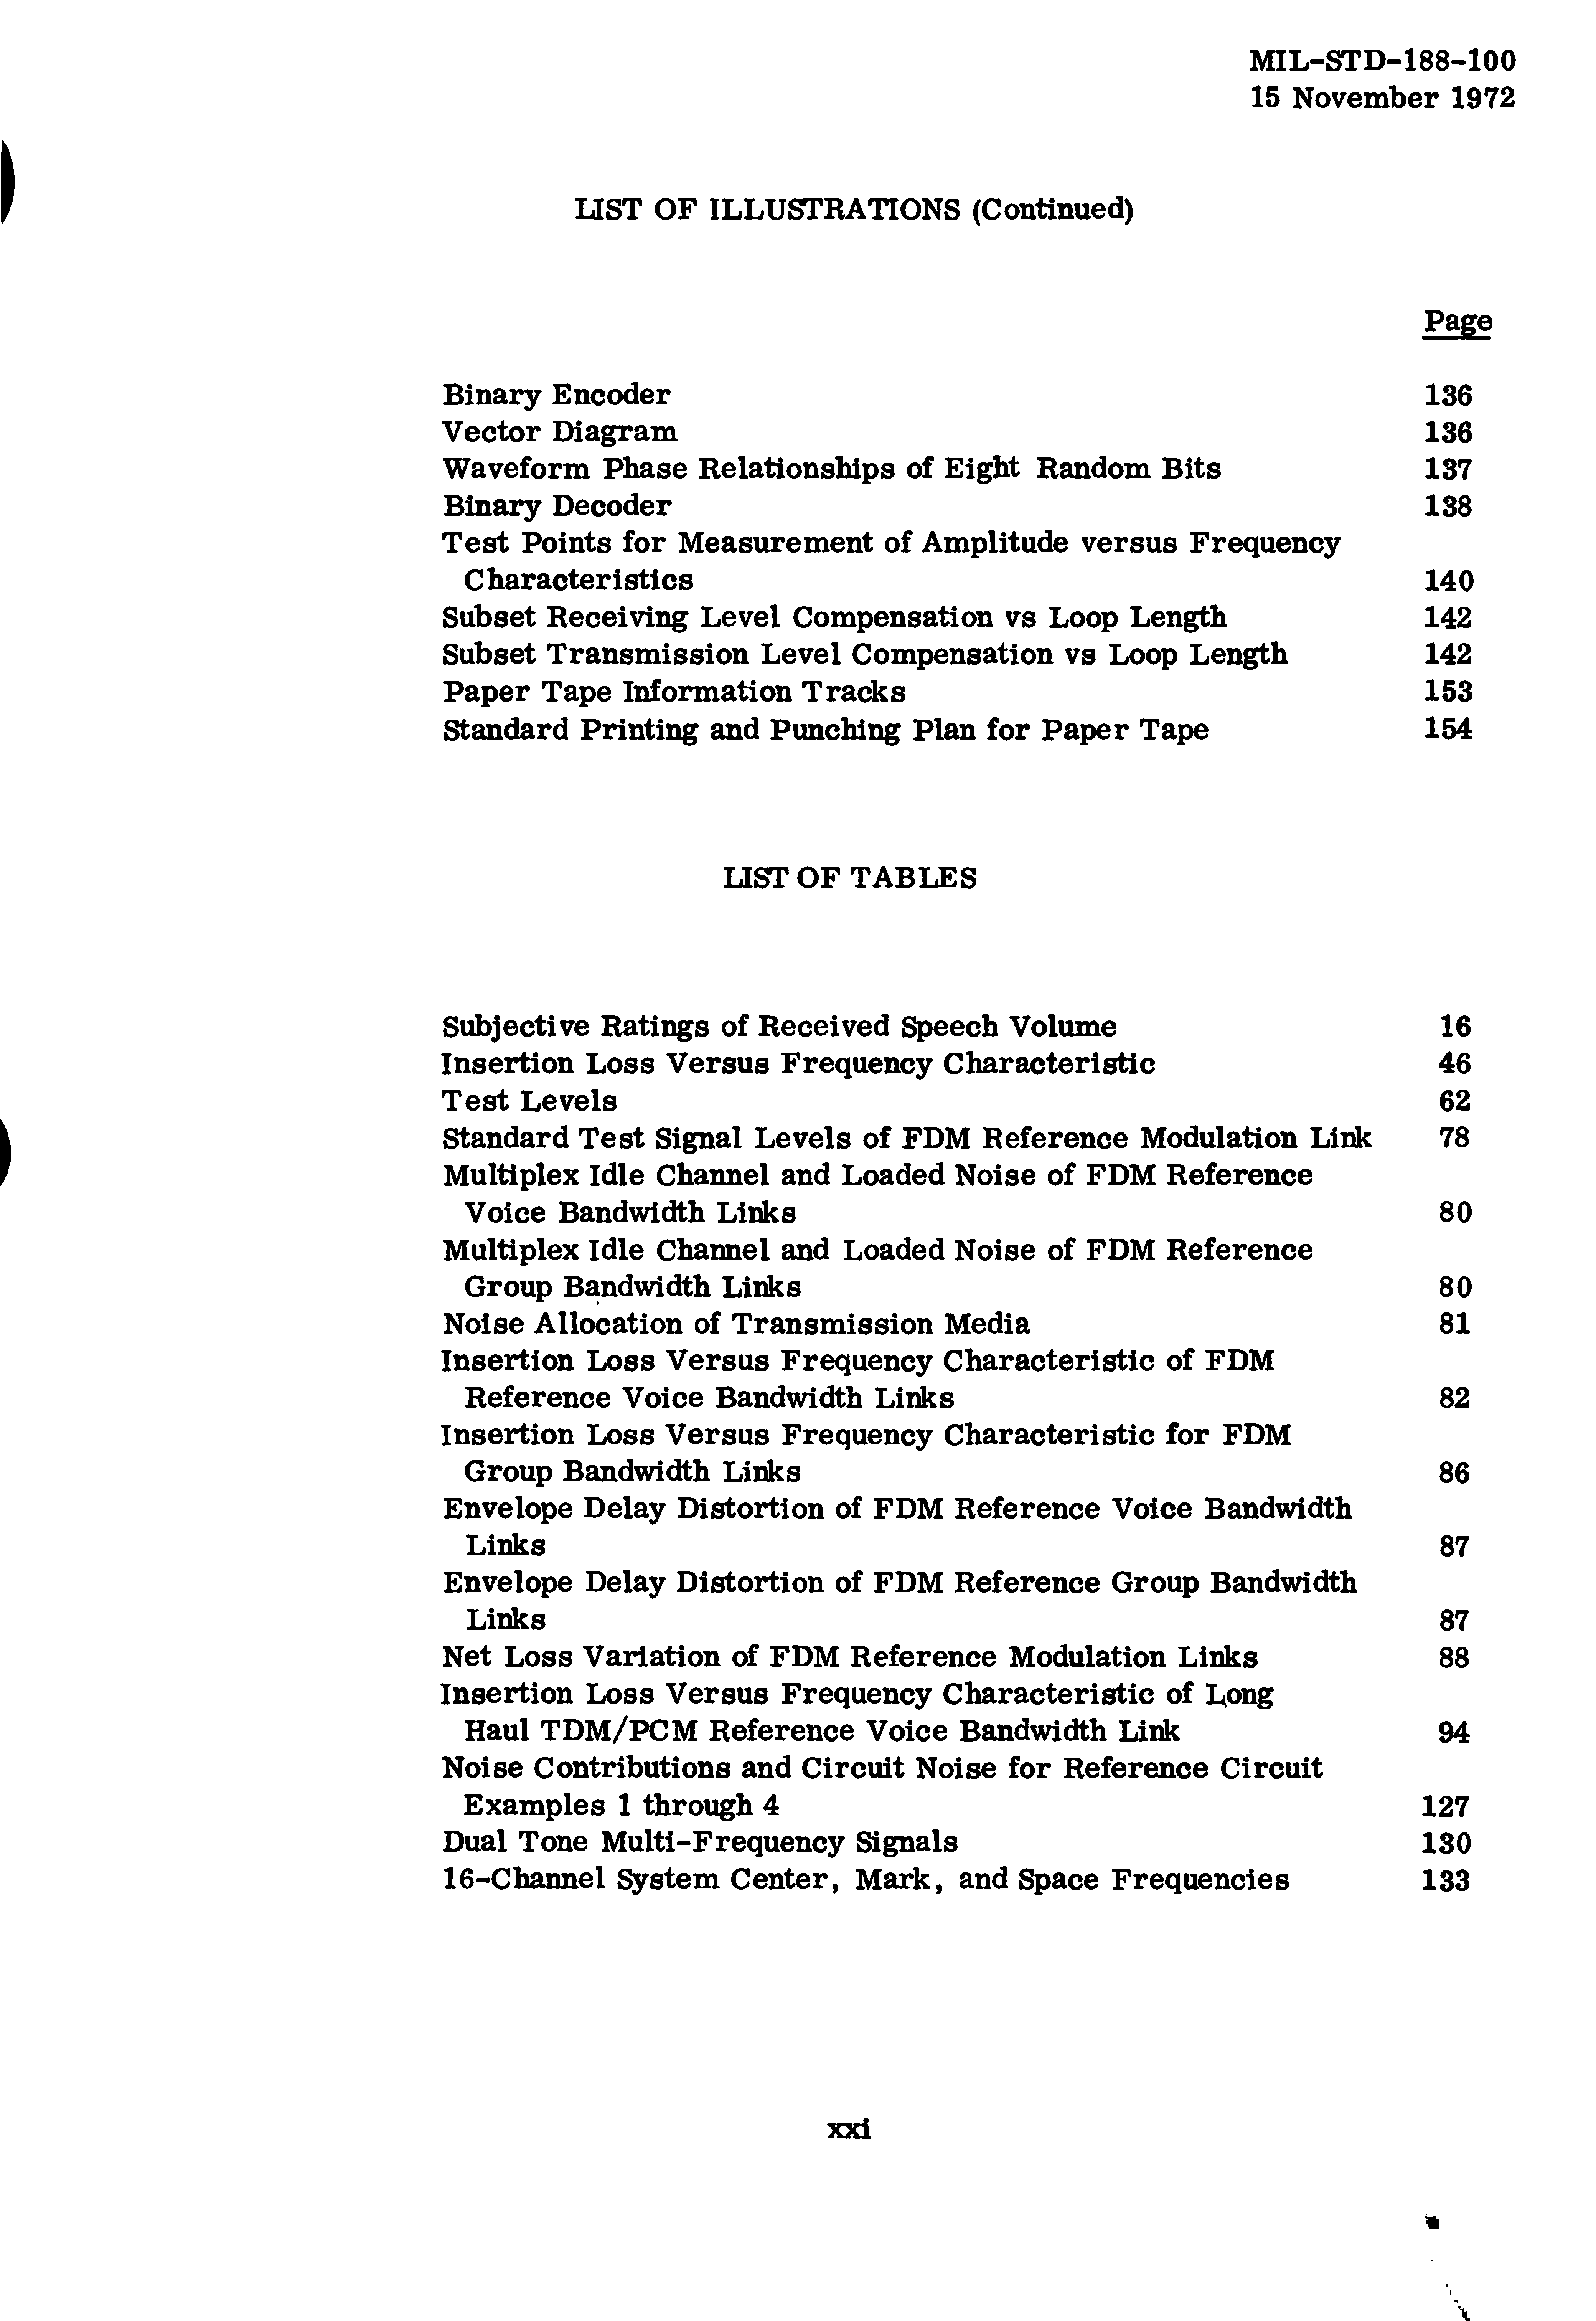 MIL-STD-188-100
15 November 1972
LIST OF ILLUSTRATIONS (Continued)
Page
Binary Encoder 136
Vector Diagram 136
Waveform Phase Relationships of Eight Random Bits 137
Binary Decoder 138
Test Points for Measurement of Amplitude versus Frequency
Characteristics 140
Subset Receiving Level Compensation vs Loop Length 142
Subset Transmission Level Compensation vs Loop Length 142
Paper Tape Information Tracks 153
Standard Printing and Punching Plan for Paper Tape 154
LIST OF TABLES
Subjective Ratings of Received Speech Volume 16
Insertion Loss Versus Frequency Characteristic 46
Test Levels 62
Standard Test Signal Levels of FDM Reference Modulation Link 78
Multiplex Idle Channel and Loaded Noise of FDM Reference
Voice Bandwidth Links 80
Multiplex Idle Channel and Loaded Noise of FDM Reference
Group Bandwidth Links 80
Noise Allocation of Transmission Media 81
Insertion Loss Versus Frequency Characteristic of FDM
Reference Voice Bandwidth Links 82
Insertion Loss Versus Frequency Characteristic for FDM
Group Bandwidth Links 86
Envelope Delay Distortion of FDM Reference Voice Bandwidth
Links 87
Envelope Delay Distortion of FDM Reference Group Bandwidth
Links 87
Net Loss Variation of FDM Reference Modulation Links 88
Insertion Loss Versus Frequency Characteristic of Long
Haul TDM/PCM Reference Voice Bandwidth Link 94
Noise Contributions and Circuit Noise for Reference Circuit
Examples 1 through 4 127
Dual Tone Multi-Frequency Signals 130
16-Channel System Center, Mark, and Space Frequencies 133
xxi